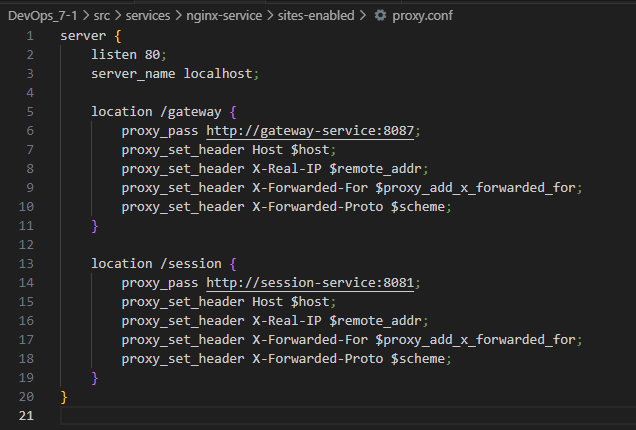 DevOps_7-1 > src > services > nginx-service > sites-enabled > proxy.conf
1 server {
2     listen 80;
3     server_name localhost;
4
5     location /gateway {
6         proxy_pass http://gateway-service:8087;
7         proxy_set_header Host $host;
8         proxy_set_header X-Real-IP $remote_addr;
9         proxy_set_header X-Forwarded-For $proxy_add_x_forwarded_for;
10         proxy_set_header X-Forwarded-Proto $scheme;
11     }
12
13     location /session {
14         proxy_pass http://session-service:8081;
15         proxy_set_header Host $host;
16         proxy_set_header X-Real-IP $remote_addr;
17         proxy_set_header X-Forwarded-For $proxy_add_x_forwarded_for;
18         proxy_set_header X-Forwarded-Proto $scheme;
19     }
20 }
21